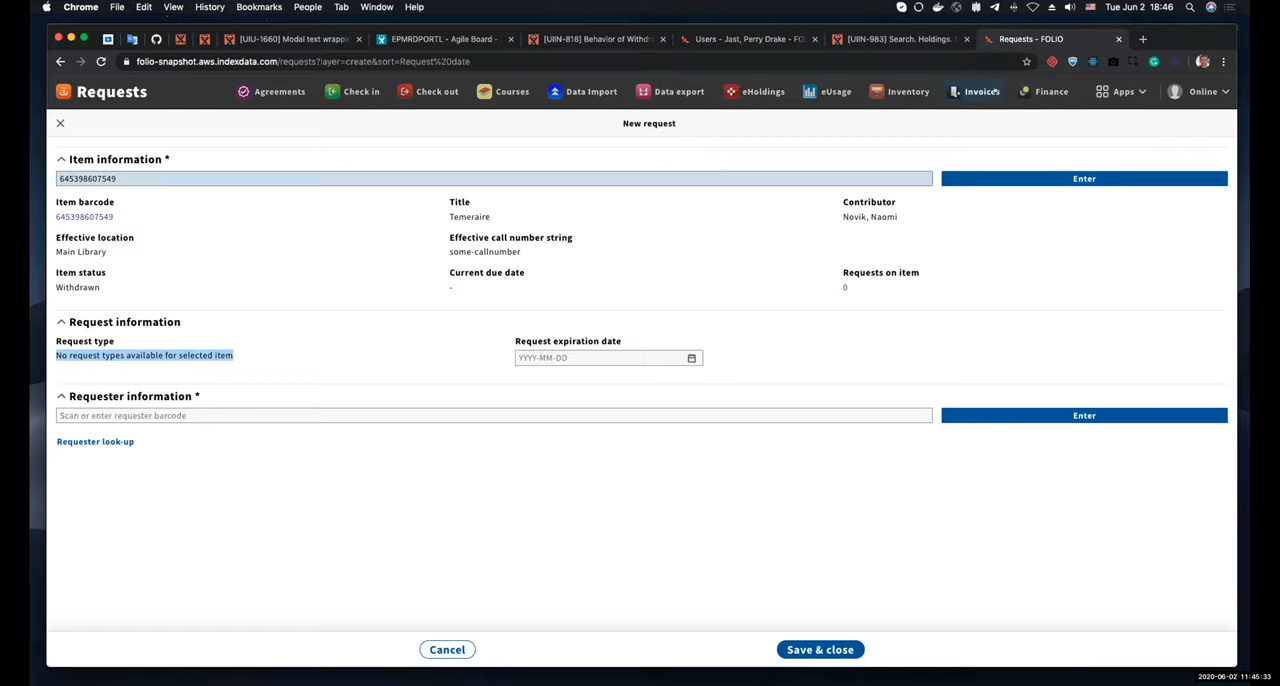 Chrome File Edit View History Bookmarks People Tab Window Help Tue Jun 2 18:46
[UIU-1660] Modal text wrappin EPMRDPORTL - Agile Board - [UIIN-818] Behavior of Withdra Users - Jast, Perry Drake - FO [UIIN-983] Search. Holdings. S Requests - FOLIO
folio-snapshot.aws.indexdata.com/requests?layer=create&sort=Request%20date
Requests Agreements Check in Check out Courses Data Import Data export eHoldings eUsage Inventory Invoices Finance Apps Online
New request
Item information *
645398607549 Enter
Item barcode Title Contributor
645398607549 Temeraire Novik, Naomi
Effective location Effective call number string
Main Library some-callnumber
Item status Current due date Requests on item
Withdrawn - 0
Request information
Request type Request expiration date
No request types available for selected item YYYY-MM-DD
Requester information *
Scan or enter requester barcode Enter
Requester look-up
Cancel Save & close
2020-06-02 11:45:33